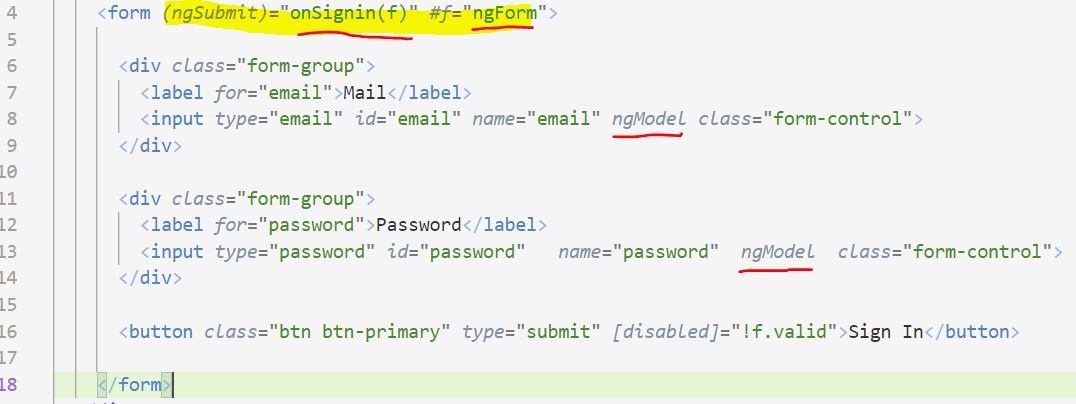 4 <form (ngSubmit)="onSignin(f)" #f="ngForm">
5
6 <div class="form-group">
7 <label for="email">Mail</label>
8 <input type="email" id="email" name="email" ngModel class="form-control">
9 </div>
10
11 <div class="form-group">
12 <label for="password">Password</label>
13 <input type="password" id="password" name="password" ngModel class="form-control">
14 </div>
15
16 <button class="btn btn-primary" type="submit" [disabled]="!f.valid">Sign In</button>
17
18 </form>